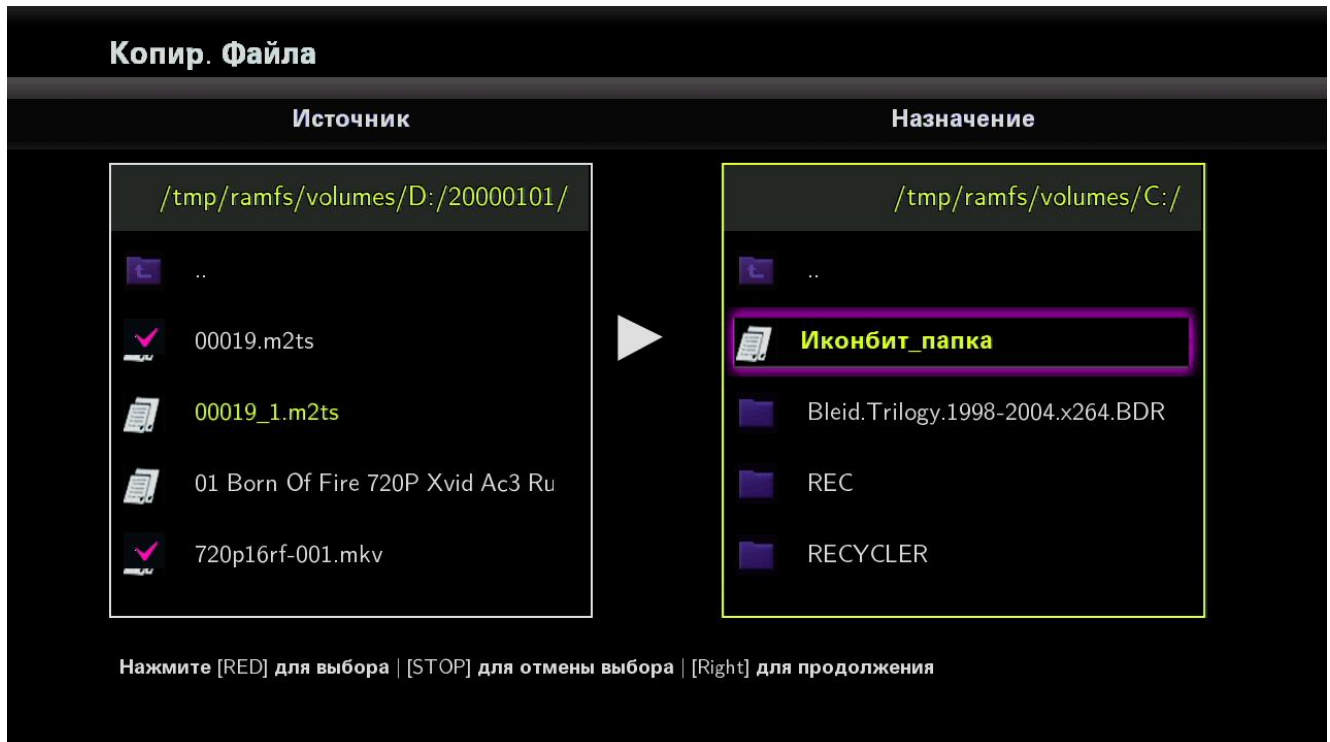 Копир. Файла
Источник
Назначение
/tmp/ramfs/volumes/D:/20000101/
..
00019.m2ts
00019_1.m2ts
01 Born Of Fire 720P Xvid Ac3 Ru
720p16rf-001.mkv
/tmp/ramfs/volumes/C:/
..
Иконбит_папка
Bleid.Trilogy.1998-2004.x264.BDR
REC
RECYCLER
Нажмите [RED] для выбора | [STOP] для отмены выбора | [Right] для продолжения